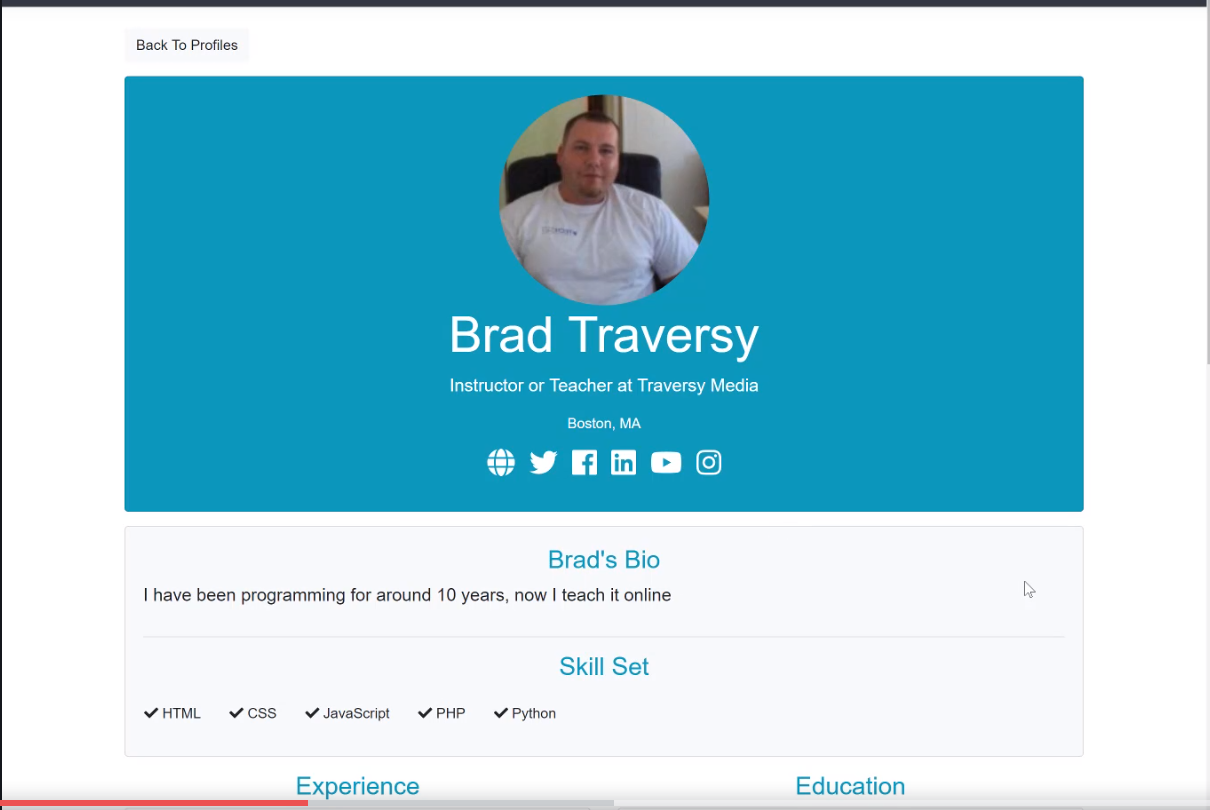 Back To Profiles
Brad Traversy
Instructor or Teacher at Traversy Media
Boston, MA
Brad's Bio
I have been programming for around 10 years, now I teach it online
Skill Set
HTML CSS JavaScript PHP Python
Experience Education